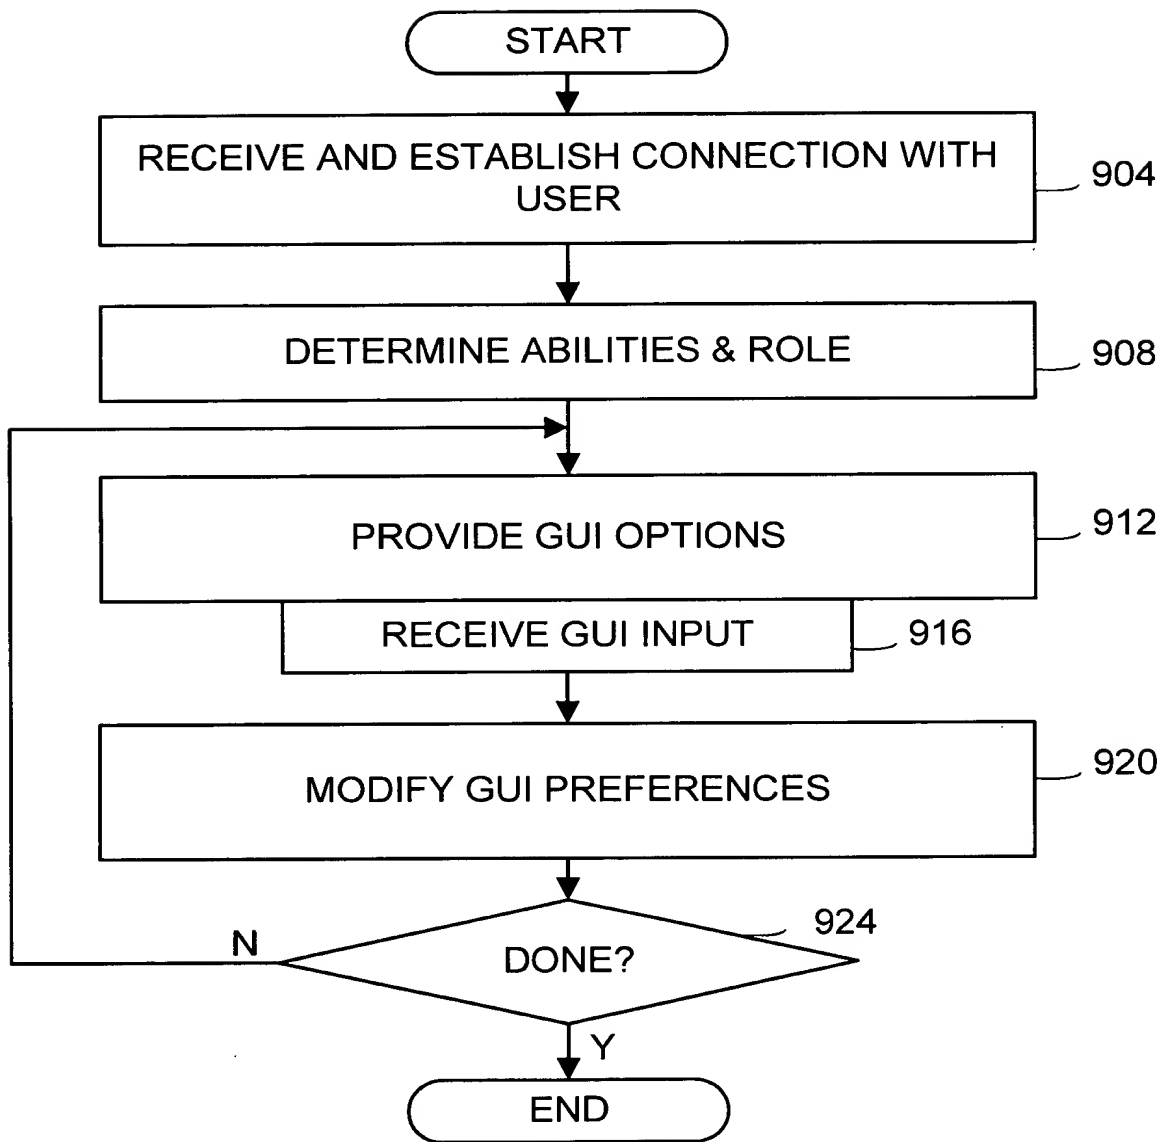 START
RECEIVE AND ESTABLISH CONNECTION WITH
USER
904
DETERMINE ABILITIES & ROLE
908
PROVIDE GUI OPTIONS
912
RECEIVE GUI INPUT
916
MODIFY GUI PREFERENCES
920
DONE?
924
N
Y
END